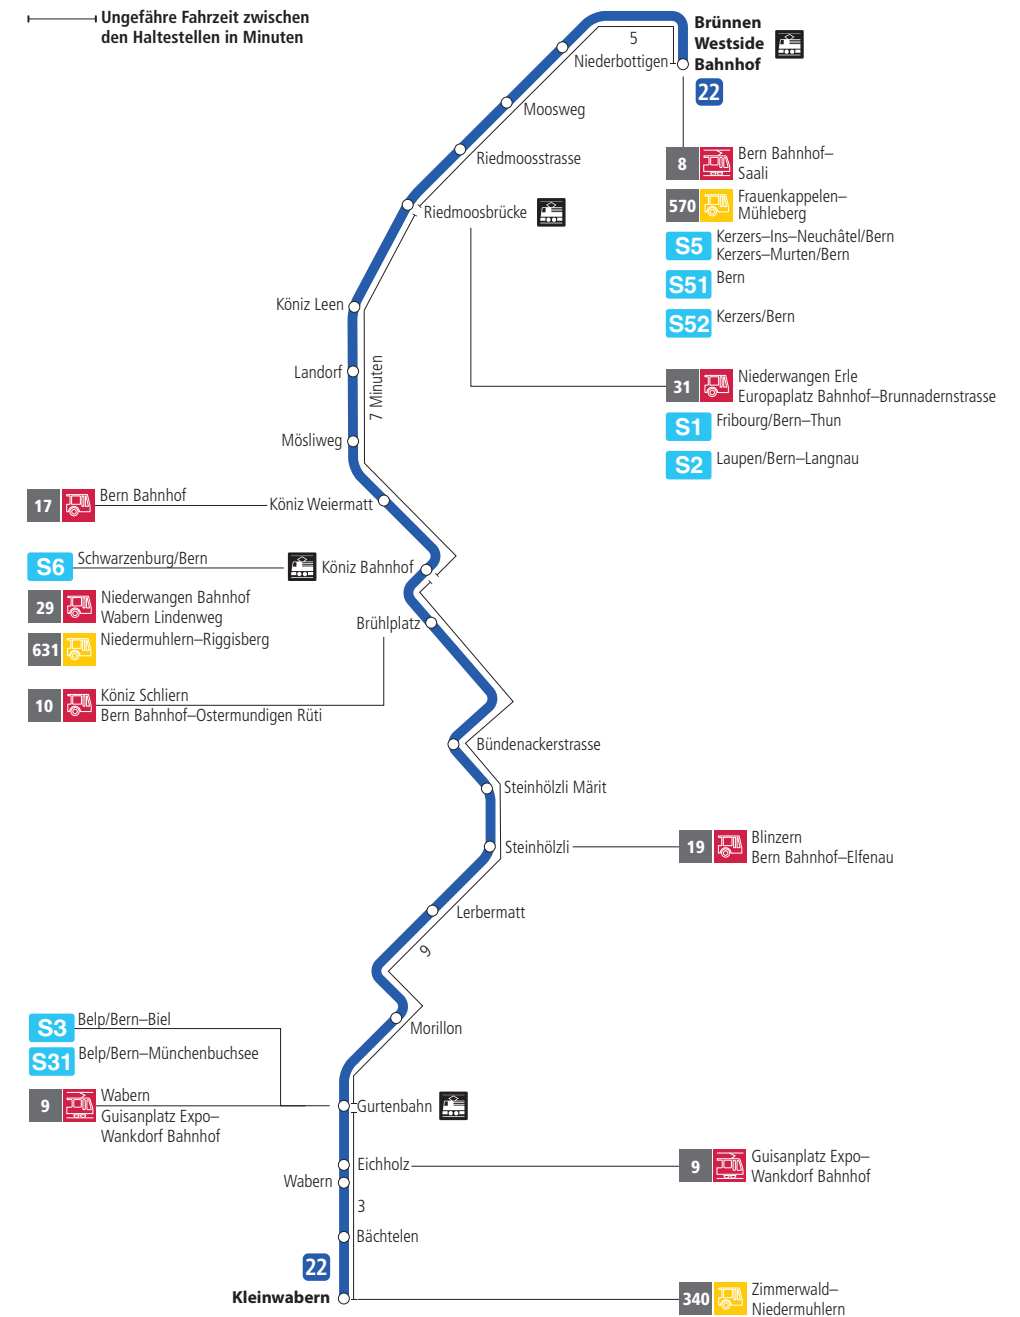 Ungefähre Fahrzeit zwischen
den Haltestellen in Minuten
Brünnen
Westside
Bahnhof
22
5
Niederbottigen
Moosweg
Riedmoosstrasse
Riedmoosbrücke
8
Bern Bahnhof–
Saali
570
Frauenkappelen–
Mühleberg
S5
Kerzers–Ins–Neuchâtel/Bern
Kerzers–Murten/Bern
S51
Bern
S52
Kerzers/Bern
Köniz Leen
Landorf
7 Minuten
Mösliweg
31
Niederwangen Erle
Europaplatz Bahnhof–Brunnadernstrasse
S1
Fribourg/Bern–Thun
S2
Laupen/Bern–Langnau
17
Bern Bahnhof
Köniz Weiermatt
S6
Schwarzenburg/Bern
Köniz Bahnhof
29
Niederwangen Bahnhof
Wabern Lindenweg
631
Niedermuhlern–Riggisberg
Brühlplatz
10
Köniz Schliern
Bern Bahnhof–Ostermundigen Rüti
Bündenackerstrasse
Steinhölzli Märit
Steinhölzli
19
Blinzern
Bern Bahnhof–Elfenau
Lerbermatt
9
Morillon
S3
Belp/Bern–Biel
S31
Belp/Bern–Münchenbuchsee
9
Wabern
Guisanplatz Expo–
Wankdorf Bahnhof
Gurtenbahn
Eichholz
9
Guisanplatz Expo–
Wankdorf Bahnhof
Wabern
3
Bächtelen
22
Kleinwabern
340
Zimmerwald–
Niedermuhlern